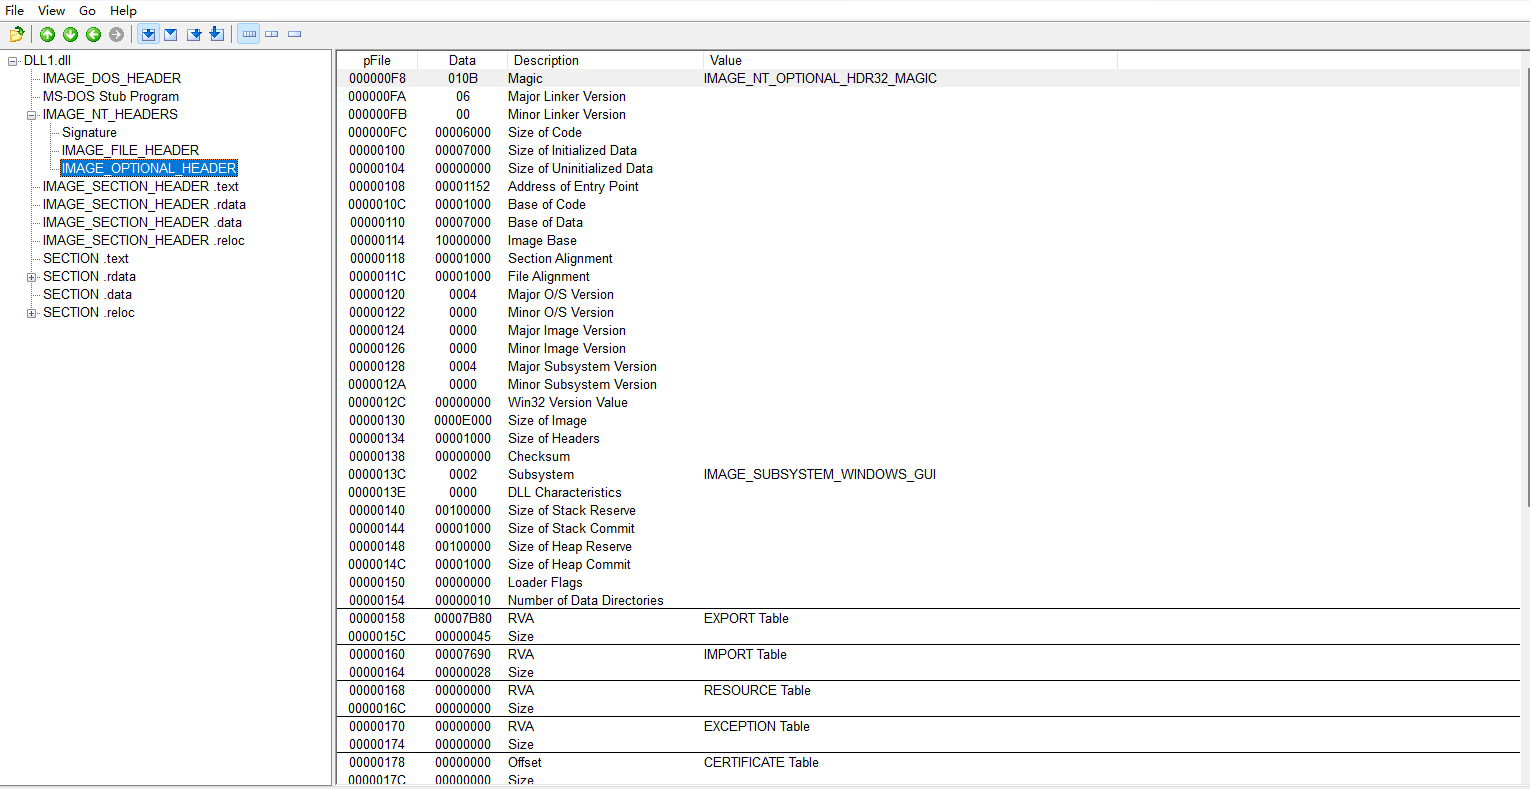 File View Go Help
DLL1.dll
IMAGE_DOS_HEADER
MS-DOS Stub Program
IMAGE_NT_HEADERS
Signature
IMAGE_FILE_HEADER
IMAGE_OPTIONAL_HEADER
IMAGE_SECTION_HEADER .text
IMAGE_SECTION_HEADER .rdata
IMAGE_SECTION_HEADER .data
IMAGE_SECTION_HEADER .reloc
SECTION .text
SECTION .rdata
SECTION .data
SECTION .reloc
pFile Data Description Value
000000F8 010B Magic IMAGE_NT_OPTIONAL_HDR32_MAGIC
000000FA 06 Major Linker Version
000000FB 00 Minor Linker Version
000000FC 00006000 Size of Code
00000100 00007000 Size of Initialized Data
00000104 00000000 Size of Uninitialized Data
00000108 00001152 Address of Entry Point
0000010C 00001000 Base of Code
00000110 00007000 Base of Data
00000114 10000000 Image Base
00000118 00001000 Section Alignment
0000011C 00001000 File Alignment
00000120 0004 Major O/S Version
00000122 0000 Minor O/S Version
00000124 0000 Major Image Version
00000126 0000 Minor Image Version
00000128 0004 Major Subsystem Version
0000012A 0000 Minor Subsystem Version
0000012C 00000000 Win32 Version Value
00000130 0000E000 Size of Image
00000134 00001000 Size of Headers
00000138 00000000 Checksum
0000013C 0002 Subsystem IMAGE_SUBSYSTEM_WINDOWS_GUI
0000013E 0000 DLL Characteristics
00000140 00100000 Size of Stack Reserve
00000144 00001000 Size of Stack Commit
00000148 00100000 Size of Heap Reserve
0000014C 00001000 Size of Heap Commit
00000150 00000000 Loader Flags
00000154 00000010 Number of Data Directories
00000158 00007B80 RVA EXPORT Table
0000015C 00000045 Size
00000160 00007690 RVA IMPORT Table
00000164 00000028 Size
00000168 00000000 RVA RESOURCE Table
0000016C 00000000 Size
00000170 00000000 RVA EXCEPTION Table
00000174 00000000 Size
00000178 00000000 Offset CERTIFICATE Table
0000017C 00000000 Size